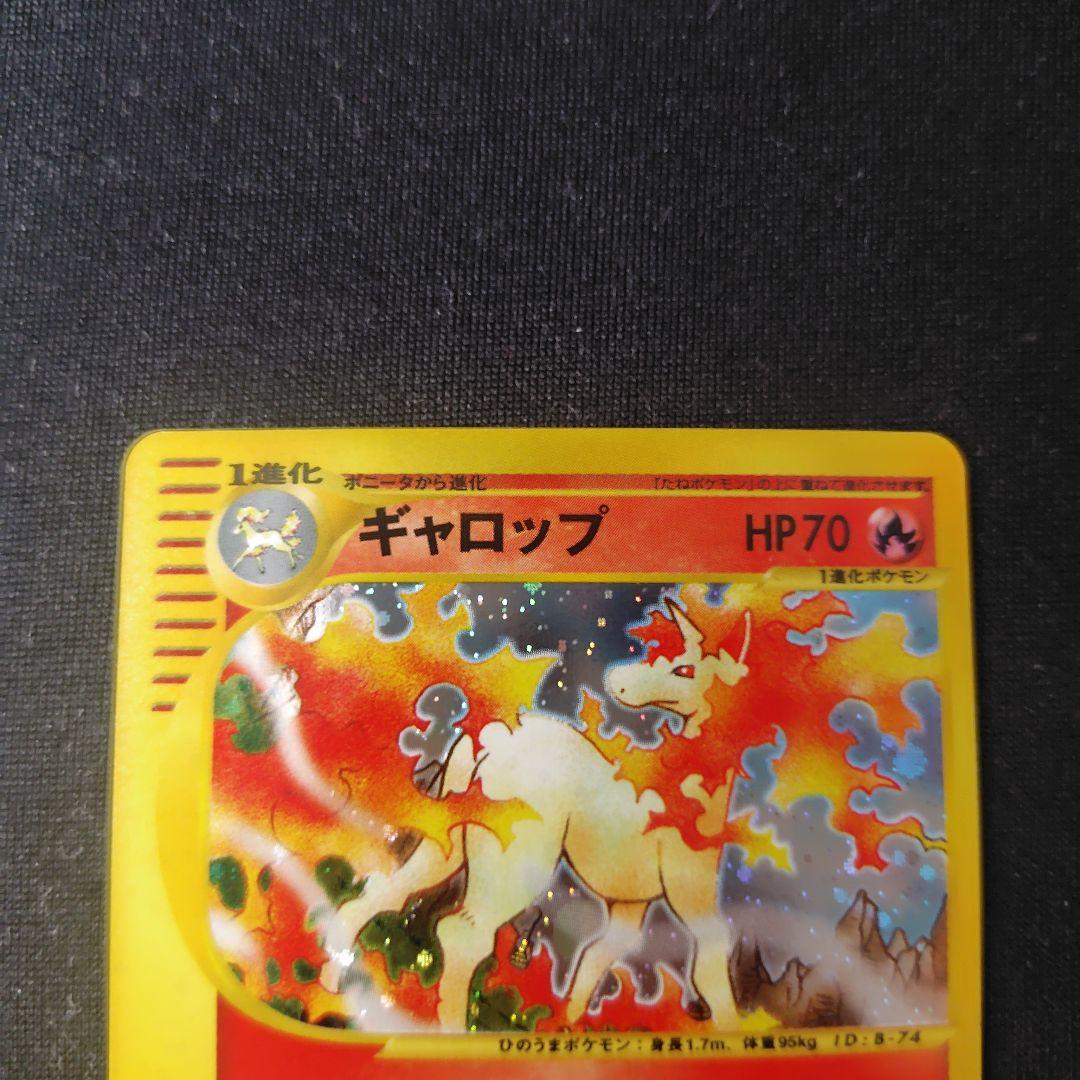 1進化 ポニータから進化 「たねポケモン」の上に重ねて進化させます。
ギャロップ HP70
1進化ポケモン
ひのうまポケモン:身長1.7m、体重95kg ID:B-74